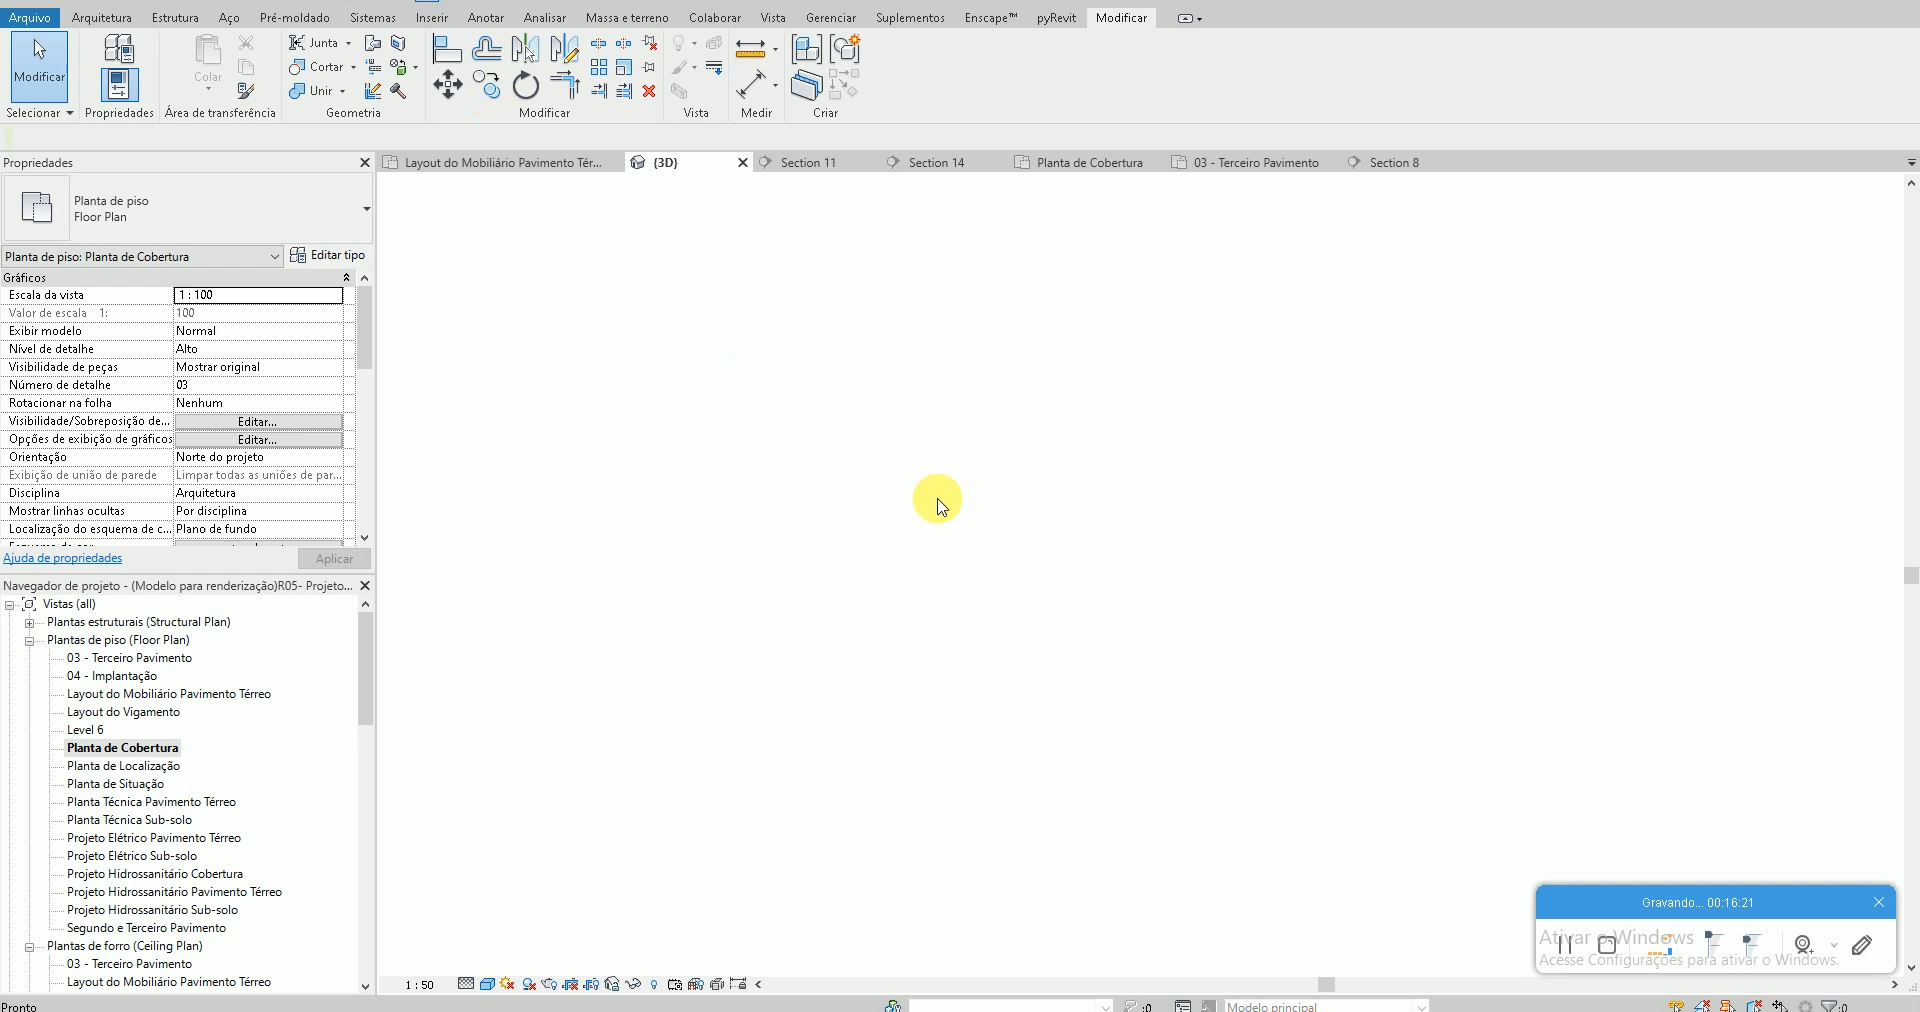 Arquivo Arquitetura Estrutura Aço Pré-moldado Sistemas Inserir Anotar Analisar Massa e terreno Colaborar Vista Gerenciar Suplementos Enscape™ pyRevit Modificar
Modificar
Colar
Junta
Cortar
Unir
Selecionar Propriedades Área de transferência Geometria Modificar Vista Medir Criar
Propriedades
Layout do Mobiliário Pavimento Tér... {3D} Section 11 Section 14 Planta de Cobertura 03 - Terceiro Pavimento Section 8
Planta de piso
Floor Plan
Planta de piso: Planta de Cobertura Editar tipo
Gráficos
Escala da vista 1 : 100
Valor de escala 1: 100
Exibir modelo Normal
Nível de detalhe Alto
Visibilidade de peças Mostrar original
Número de detalhe 03
Rotacionar na folha Nenhum
Visibilidade/Sobreposição de... Editar...
Opções de exibição de gráficos Editar...
Orientação Norte do projeto
Exibição de união de parede Limpar todas as uniões de par...
Disciplina Arquitetura
Mostrar linhas ocultas Por disciplina
Localização do esquema de c... Plano de fundo
Ajuda de propriedades Aplicar
Navegador de projeto - (Modelo para renderização)R05- Projeto...
Vistas (all)
Plantas estruturais (Structural Plan)
Plantas de piso (Floor Plan)
03 - Terceiro Pavimento
04 - Implantação
Layout do Mobiliário Pavimento Térreo
Layout do Vigamento
Level 6
Planta de Cobertura
Planta de Localização
Planta de Situação
Planta Técnica Pavimento Térreo
Planta Técnica Sub-solo
Projeto Elétrico Pavimento Térreo
Projeto Elétrico Sub-solo
Projeto Hidrossanitário Cobertura
Projeto Hidrossanitário Pavimento Térreo
Projeto Hidrossanitário Sub-solo
Segundo e Terceiro Pavimento
Plantas de forro (Ceiling Plan)
03 - Terceiro Pavimento
Layout do Mobiliário Pavimento Térreo
Gravando... 00:16:21
Ativar o Windows
Acesse Configurações para ativar o Windows.
1 : 50
Pronto :0 Modelo principal :0